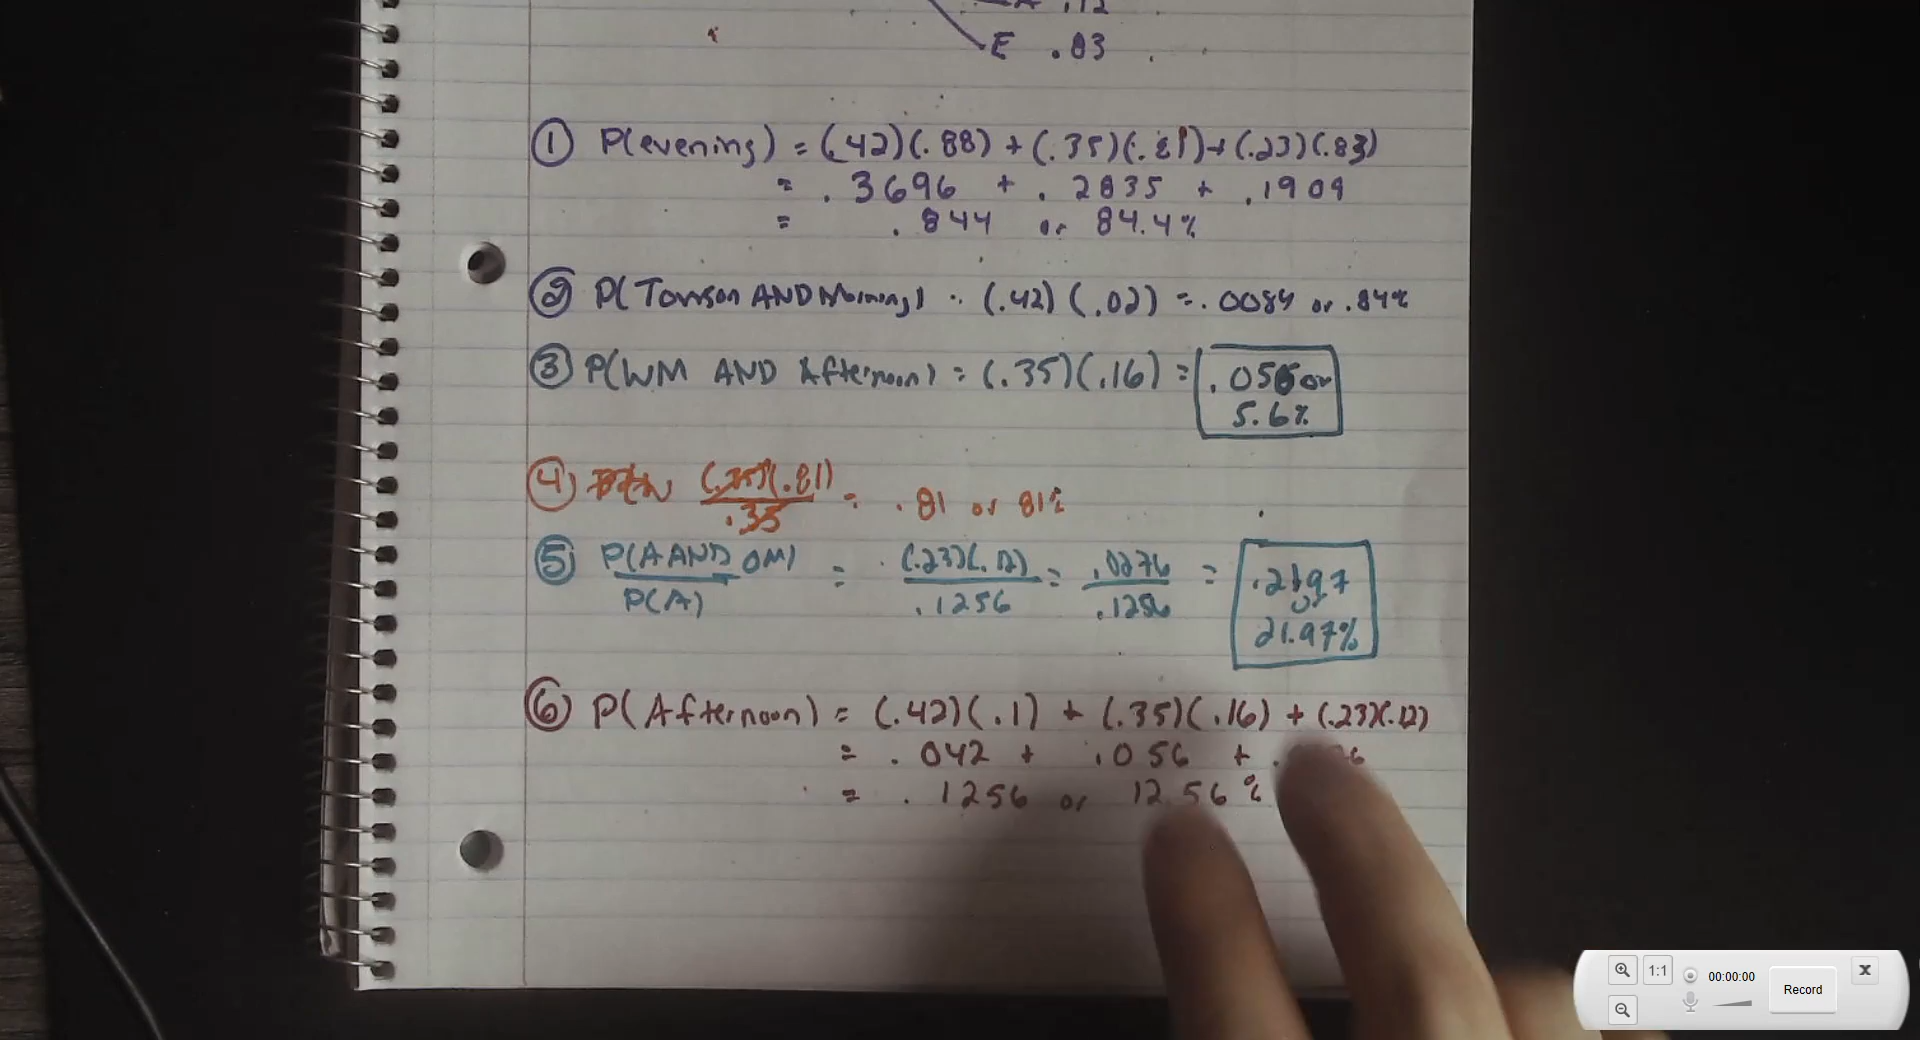 .12
E .83
① P(evening) = (.42)(.88) + (.35)(.81) + (.23)(.83)
= .3696 + .2835 + .1909
= .844 or 84.4%
② P(Towson AND Morning) = (.42)(.02) = .0084 or .84%
③ P(WM AND Afternoon) = (.35)(.16) = .056 or
5.6%
④ (.35)(.81)
.35
= .81 or 81%
⑤ P(A AND OM)
P(A)
= (.23)(.12)
.1256
= .0276
.1256
= .2197
or
21.97%
⑥ P(Afternoon) = (.42)(.1) + (.35)(.16) + (.23)(.12)
= .042 + .056 +
= .1256 or 12.56%
1:1
00:00:00
Record
x